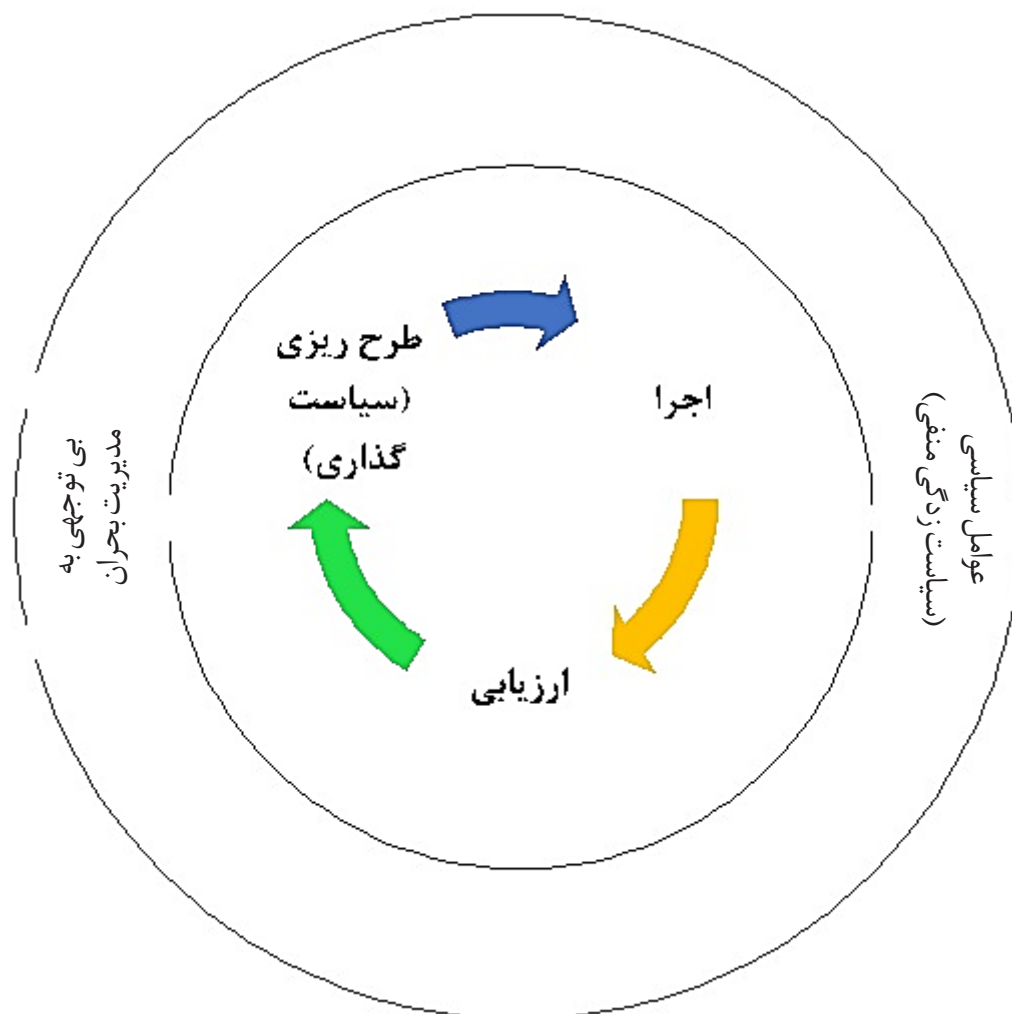 طرح ریزی
(سیاست
گذاری)
اجرا
ارزیابی
عوامل سیاسی
(سیاست زدگی منفی)
بی توجهی به
مدیریت بحران